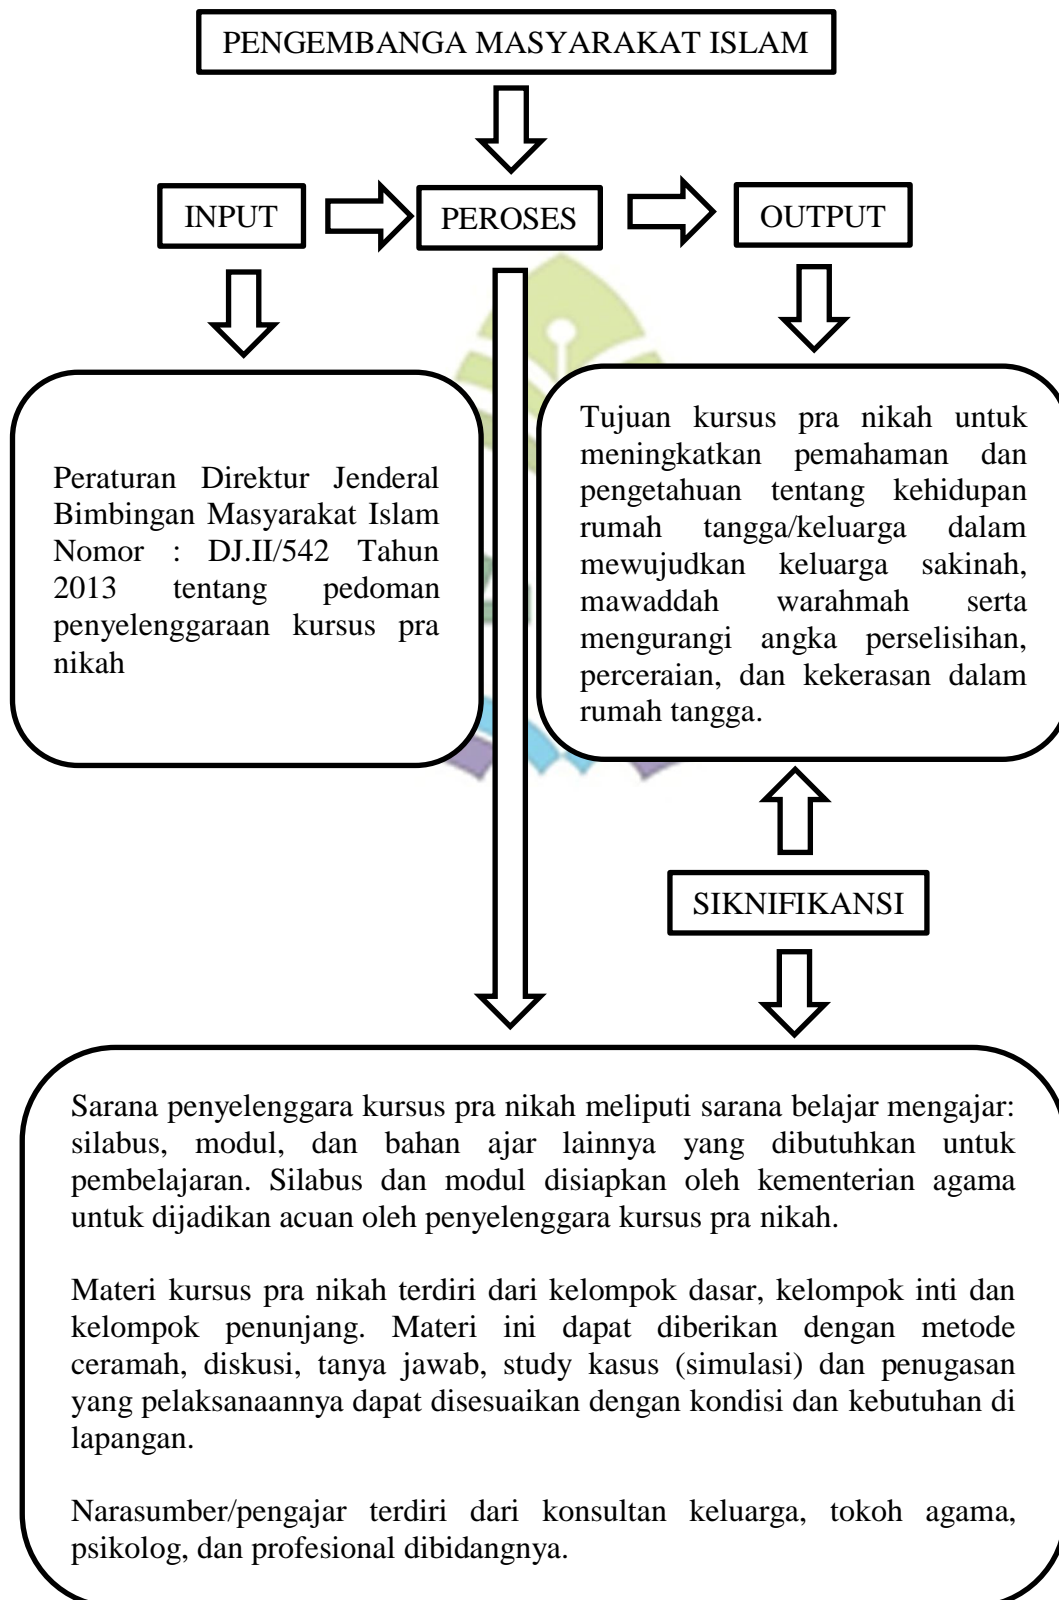 PENGEMBANGA MASYARAKAT ISLAM
INPUT
PEROSES
OUTPUT
Peraturan Direktur Jenderal
Bimbingan Masyarakat Islam
Nomor : DJ.II/542 Tahun
2013 tentang pedoman
penyelenggaraan kursus pra
nikah
Tujuan kursus pra nikah untuk
meningkatkan pemahaman dan
pengetahuan tentang kehidupan
rumah tangga/keluarga dalam
mewujudkan keluarga sakinah,
mawaddah warahmah serta
mengurangi angka perselisihan,
perceraian, dan kekerasan dalam
rumah tangga.
SIKNIFIKANSI
Sarana penyelenggara kursus pra nikah meliputi sarana belajar mengajar:
silabus, modul, dan bahan ajar lainnya yang dibutuhkan untuk
pembelajaran. Silabus dan modul disiapkan oleh kementerian agama
untuk dijadikan acuan oleh penyelenggara kursus pra nikah.
Materi kursus pra nikah terdiri dari kelompok dasar, kelompok inti dan
kelompok penunjang. Materi ini dapat diberikan dengan metode
ceramah, diskusi, tanya jawab, study kasus (simulasi) dan penugasan
yang pelaksanaannya dapat disesuaikan dengan kondisi dan kebutuhan di
lapangan.
Narasumber/pengajar terdiri dari konsultan keluarga, tokoh agama,
psikolog, dan profesional dibidangnya.